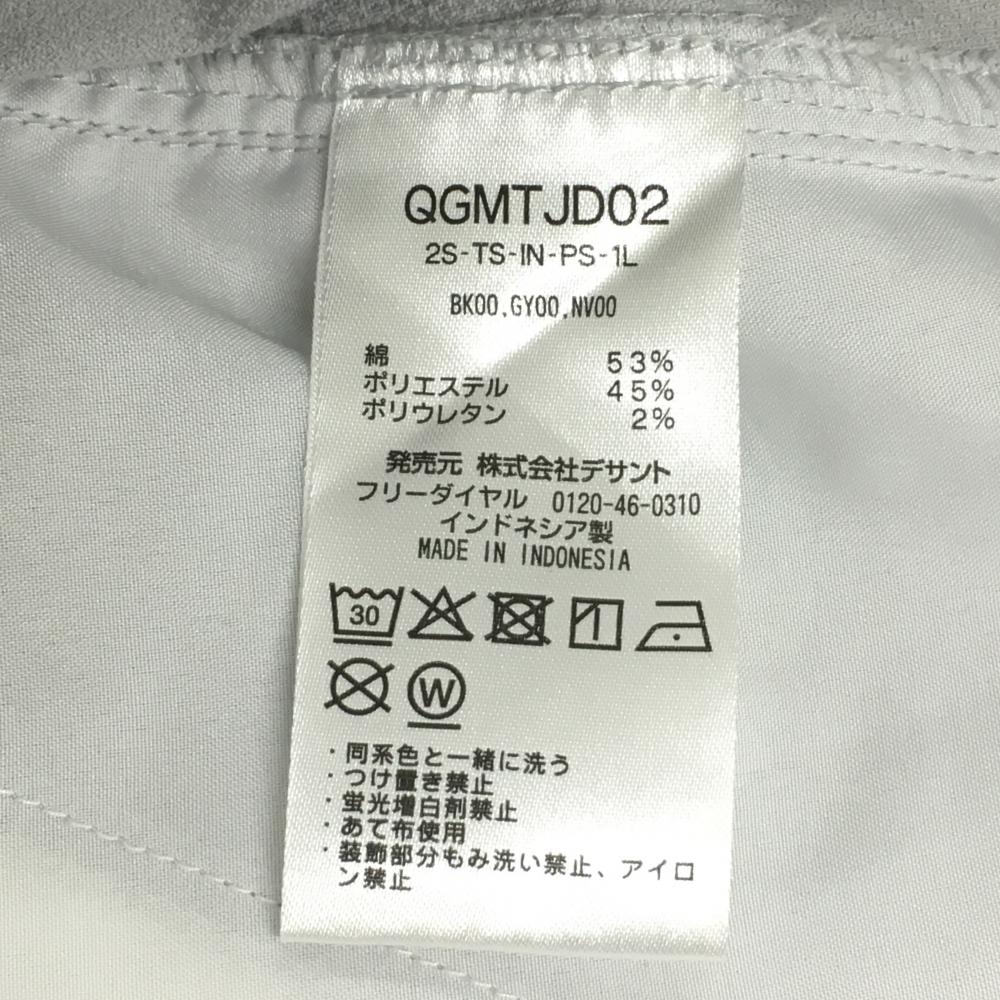 QGMTJD02
2S-TS-IN-PS-1L
BK00,GY00,NV00
綿 53%
ポリエステル 45%
ポリウレタン 2%
発売元 株式会社デサント
フリーダイヤル 0120-46-0310
インドネシア製
MADE IN INDONESIA
30
W
・同系色と一緒に洗う
・つけ置き禁止
・蛍光増白剤禁止
・あて布使用
・装飾部分もみ洗い禁止、アイロ
ン禁止